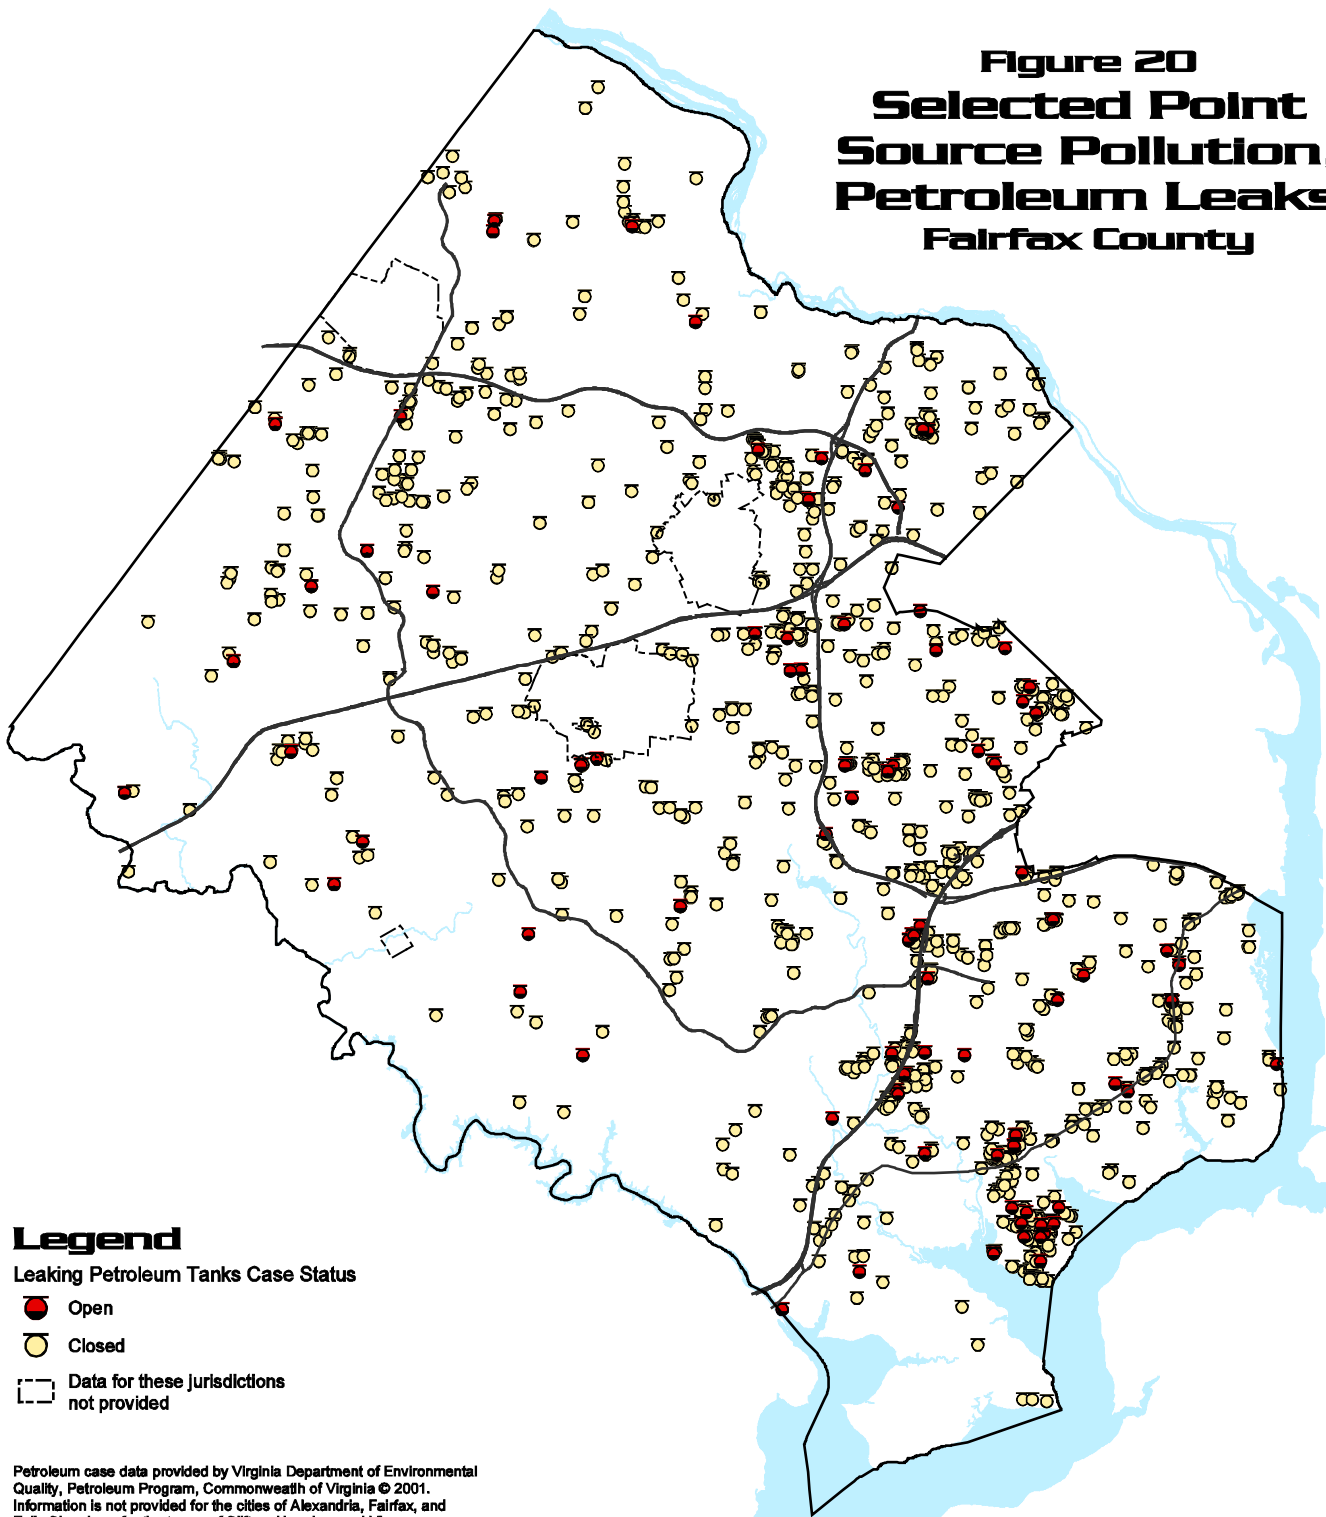 Figure 20
Selected Point
Source Pollution,
Petroleum Leaks
Fairfax County
Legend
Leaking Petroleum Tanks Case Status
Open
Closed
Data for these jurisdictions
not provided
Petroleum case data provided by Virginia Department of Environmental
Quality, Petroleum Program, Commonwealth of Virginia © 2001.
Information is not provided for the cities of Alexandria, Fairfax, and